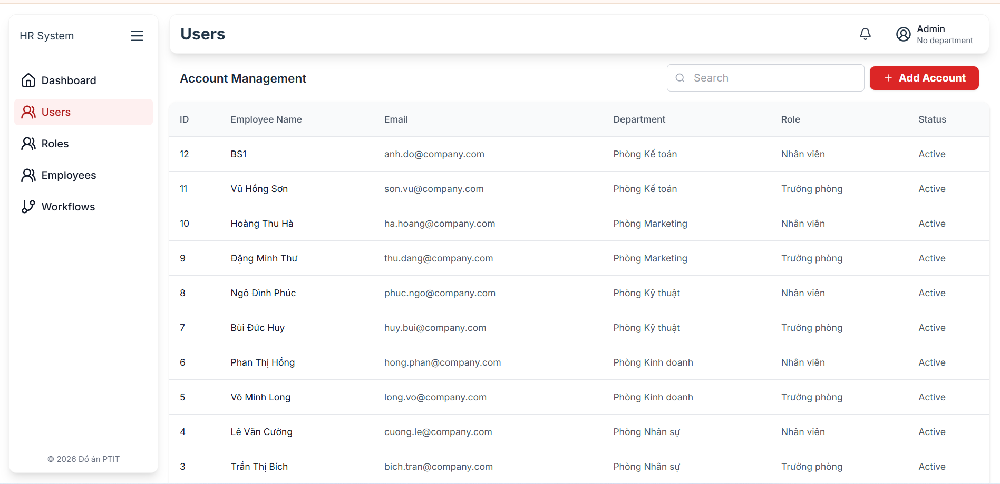 HR System
Dashboard
Users
Roles
Employees
Workflows
© 2026 Đồ án PTIT
Users
Admin
No department
Account Management
Search
+ Add Account
ID Employee Name Email Department Role Status
12 BS1 anh.do@company.com Phòng Kế toán Nhân viên Active
11 Vũ Hồng Sơn son.vu@company.com Phòng Kế toán Trưởng phòng Active
10 Hoàng Thu Hà ha.hoang@company.com Phòng Marketing Nhân viên Active
9 Đặng Minh Thư thu.dang@company.com Phòng Marketing Trưởng phòng Active
8 Ngô Đình Phúc phuc.ngo@company.com Phòng Kỹ thuật Nhân viên Active
7 Bùi Đức Huy huy.bui@company.com Phòng Kỹ thuật Trưởng phòng Active
6 Phan Thị Hồng hong.phan@company.com Phòng Kinh doanh Nhân viên Active
5 Võ Minh Long long.vo@company.com Phòng Kinh doanh Trưởng phòng Active
4 Lê Văn Cường cuong.le@company.com Phòng Nhân sự Nhân viên Active
3 Trần Thị Bích bich.tran@company.com Phòng Nhân sự Trưởng phòng Active